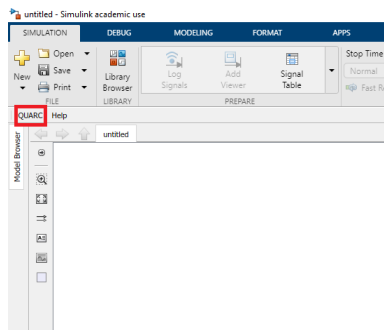 untitled - Simulink academic use
SIMULATION DEBUG MODELING FORMAT APPS
New Open Save Print
Library Browser
Log Signals
Add Viewer
Signal Table
Stop Time
Normal
Fast Re
FILE LIBRARY PREPARE
QUARC Help
untitled
Model Browser